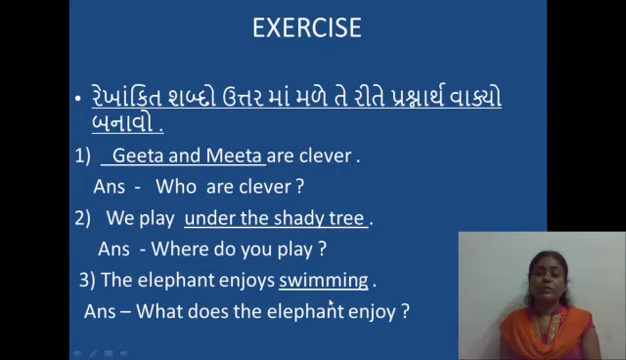 EXERCISE
• રેખાંકિત શબ્દો ઉત્તર માં મળે તે રીતે પ્રશ્નાર્થ વાક્યો
બનાવો .
1) Geeta and Meeta are clever .
Ans - Who are clever ?
2) We play under the shady tree .
Ans - Where do you play ?
3) The elephant enjoys swimming .
Ans – What does the elephant enjoy ?